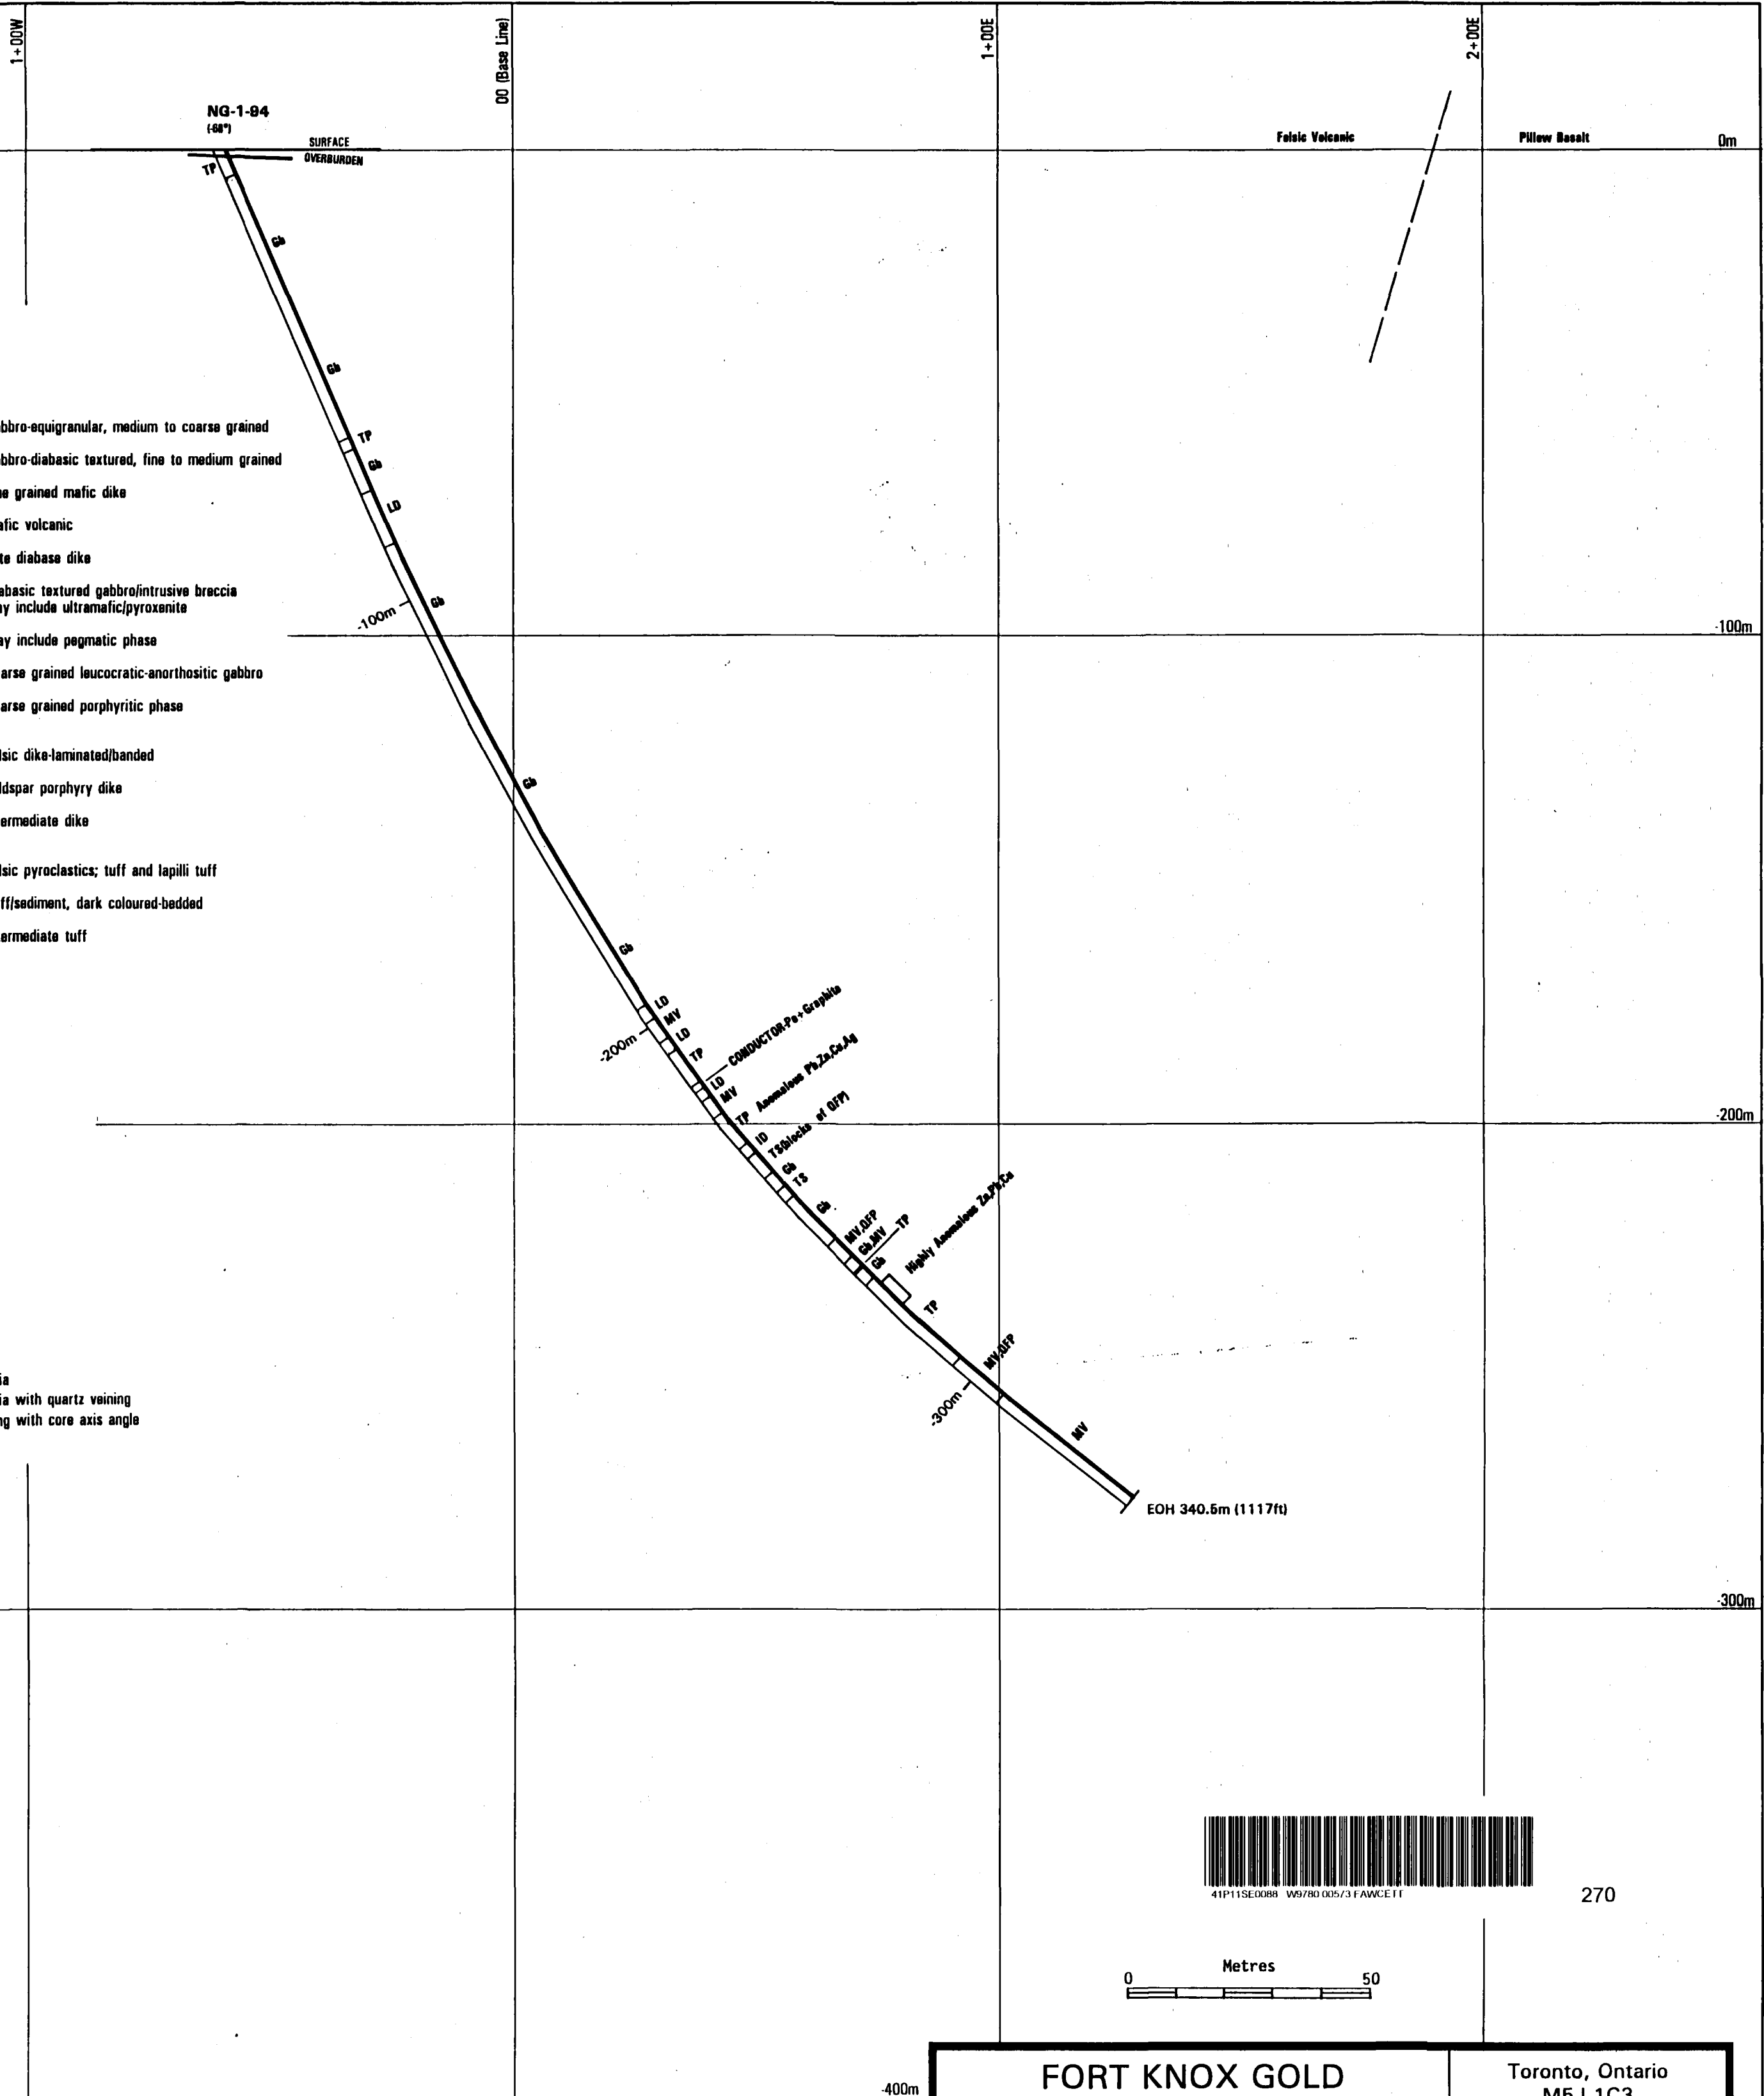 1+00W
00 (Base Line)
1+00E
2+00E
NG-1-94
(-68°)
SURFACE
OVERBURDEN
Felsic Volcanic
Pillow Basalt
0m
TP
Gb
Gb
TP
Gb
LD
Gb
-100m
-100m
bbro-equigranular, medium to coarse grained
bbro-diabasic textured, fine to medium grained
ne grained mafic dike
afic volcanic
te diabase dike
abasic textured gabbro/intrusive breccia
ay include ultramafic/pyroxenite
ay include pegmatic phase
arse grained leucocratic-anorthositic gabbro
arse grained porphyritic phase
lsic dike-laminated/banded
ldspar porphyry dike
ermediate dike
lsic pyroclastics; tuff and lapilli tuff
ff/sediment, dark coloured-bedded
ermediate tuff
Gb
Gb
LD
MV
-200m
LD
TP
CONDUCTOR-Po+Graphite
LD
MV
TP Anomalous Pb,Zn,Cu,Ag
-200m
ID
TS(blocks of QFP)
Gb
TS
Gb
MV,QFP
Gb,MV
TP
Gb
Highly Anomalous Zn,Pb,Cu
TP
MV,QFP
-300m
MV
ia
ia with quartz veining
ng with core axis angle
EOH 340.5m (1117ft)
-300m
41P11SE0088 W9780 00573 FAWCETT
270
Metres
0 50
-400m
FORT KNOX GOLD
Toronto, Ontario
M5J 1C3